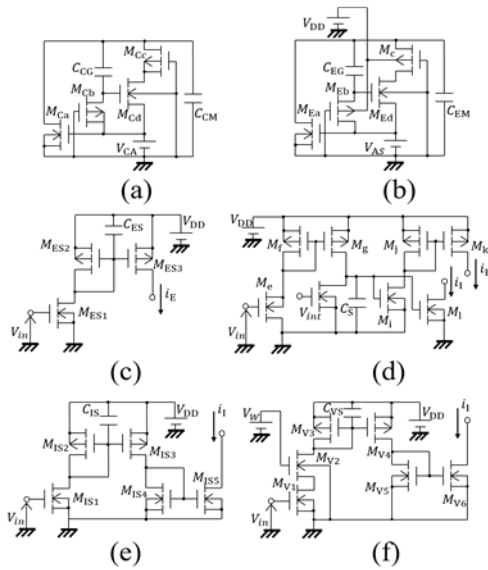 M_Cc
C_CG
M_Cb
M_Ca
M_Cd
C_CM
V_CA
(a)
V_DD
M_c
C_EG
M_Eb
M_Ea
M_Ed
C_EM
V_AS
(b)
C_ES
V_DD
M_ES2
M_ES3
i_E
M_ES1
V_in
(c)
V_DD
M_f
M_g
M_j
M_k
M_e
i_I
V_int
C_S
M_i
M_l
V_in
(d)
C_IS
V_DD
i_I
M_IS2
M_IS3
M_IS1
M_IS4
M_IS5
V_in
(e)
V_W
C_VS
V_DD
i_I
M_V3
M_V2
M_V4
M_V1
M_V5
M_V6
V_in
(f)